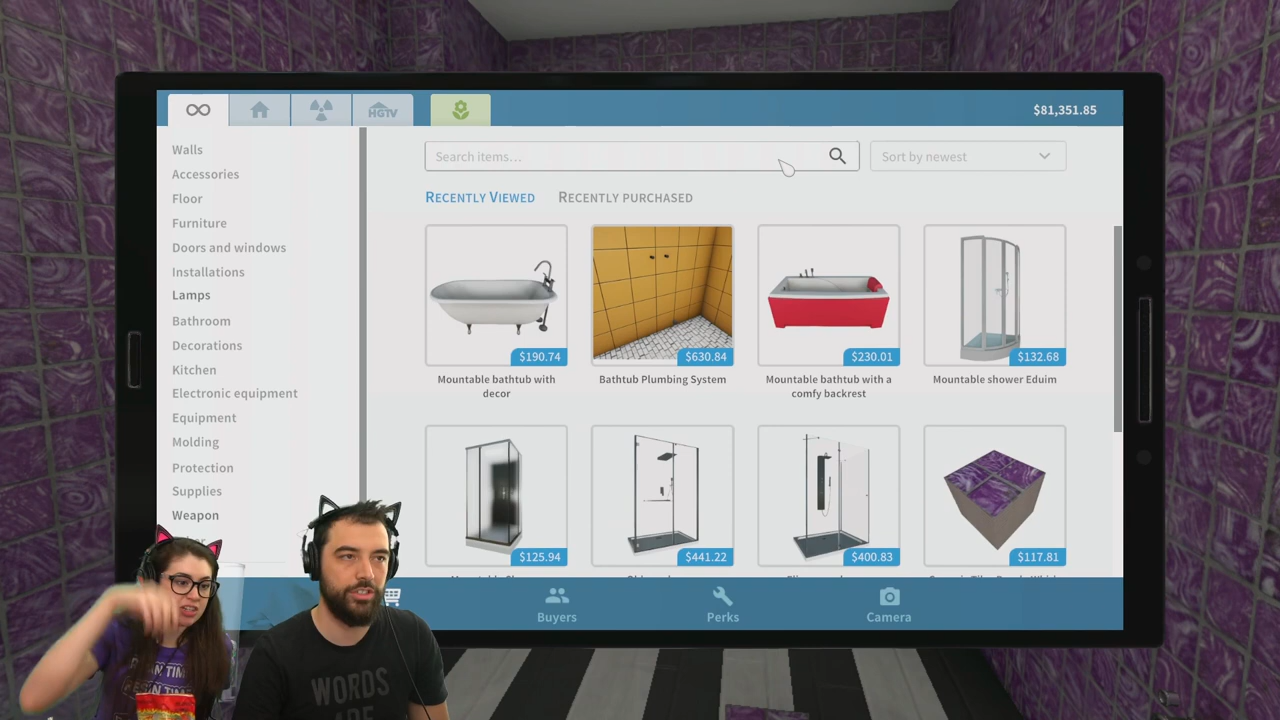 HGTV
$81,351.85
Walls
Accessories
Floor
Furniture
Doors and windows
Installations
Lamps
Bathroom
Decorations
Kitchen
Electronic equipment
Equipment
Molding
Protection
Supplies
Weapon
Search items...
Sort by newest
RECENTLY VIEWED
RECENTLY PURCHASED
$190.74
$630.84
$230.01
$132.68
Mountable bathtub with
decor
Bathtub Plumbing System
Mountable bathtub with a
comfy backrest
Mountable shower Eduim
$125.94
$441.22
$400.83
$117.81
Buyers
Perks
Camera
WORDS